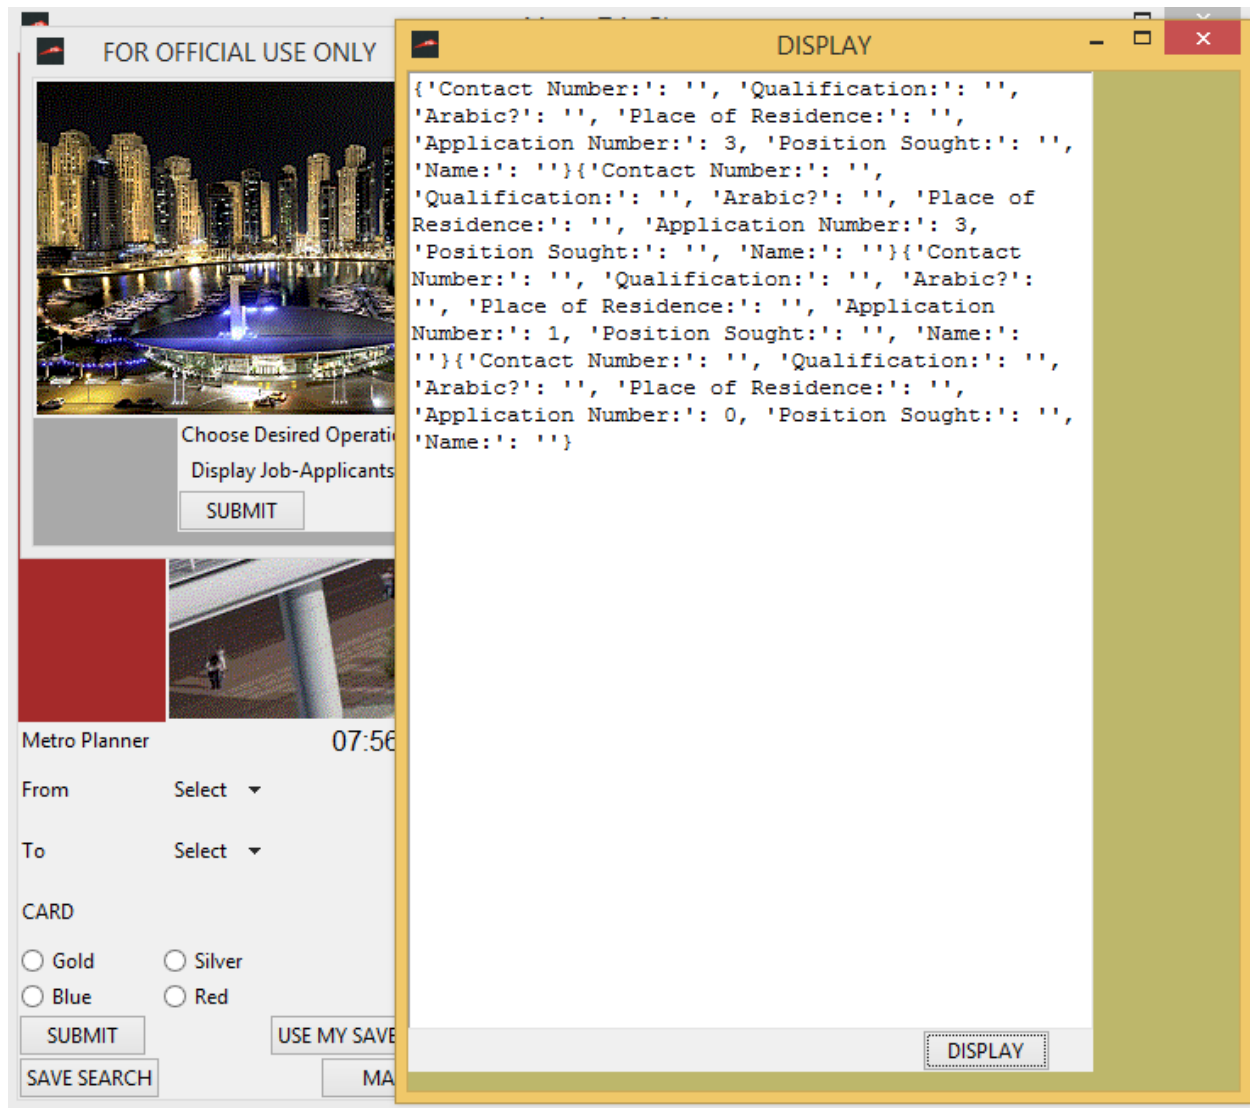 FOR OFFICIAL USE ONLY
DISPLAY
{'Contact Number:': '', 'Qualification:': '',
'Arabic?': '', 'Place of Residence:': '',
'Application Number:': 3, 'Position Sought:': '',
'Name:': ''}{'Contact Number:': '',
'Qualification:': '', 'Arabic?': '', 'Place of
Residence:': '', 'Application Number:': 3,
'Position Sought:': '', 'Name:': ''}{'Contact
Number:': '', 'Qualification:': '', 'Arabic?':
'', 'Place of Residence:': '', 'Application
Number:': 1, 'Position Sought:': '', 'Name:':
''}{'Contact Number:': '', 'Qualification:': '',
'Arabic?': '', 'Place of Residence:': '',
'Application Number:': 0, 'Position Sought:': '',
'Name:': ''}
Choose Desired Operati
Display Job-Applicants
SUBMIT
Metro Planner
07:56
From
Select
To
Select
CARD
Gold
Silver
Blue
Red
SUBMIT
USE MY SAVE
SAVE SEARCH
MA
DISPLAY